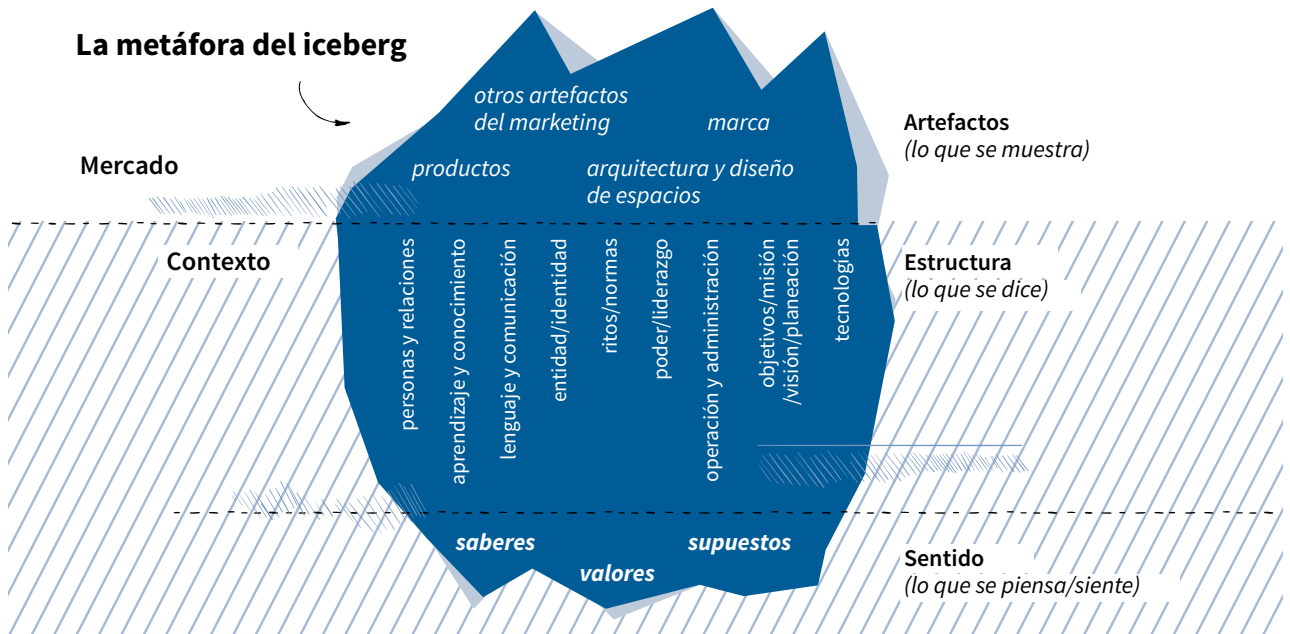 La metáfora del iceberg
otros artefactos
del marketing
marca
Artefactos
(lo que se muestra)
Mercado
productos
arquitectura y diseño
de espacios
Contexto
personas y relaciones
aprendizaje y conocimiento
lenguaje y comunicación
entidad/identidad
ritos/normas
poder/liderazgo
operación y administración
objetivos/misión
/visión/planeación
tecnologías
Estructura
(lo que se dice)
saberes
supuestos
valores
Sentido
(lo que se piensa/siente)